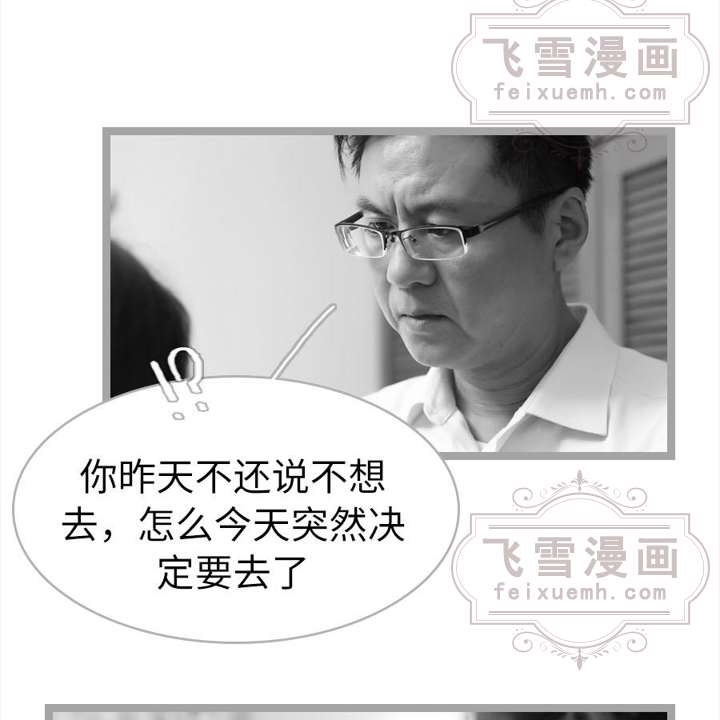 飞雪漫画
feixuemh.com
!?
你昨天不还说不想
去，怎么今天突然决
定要去了
飞雪漫画
feixuemh.com